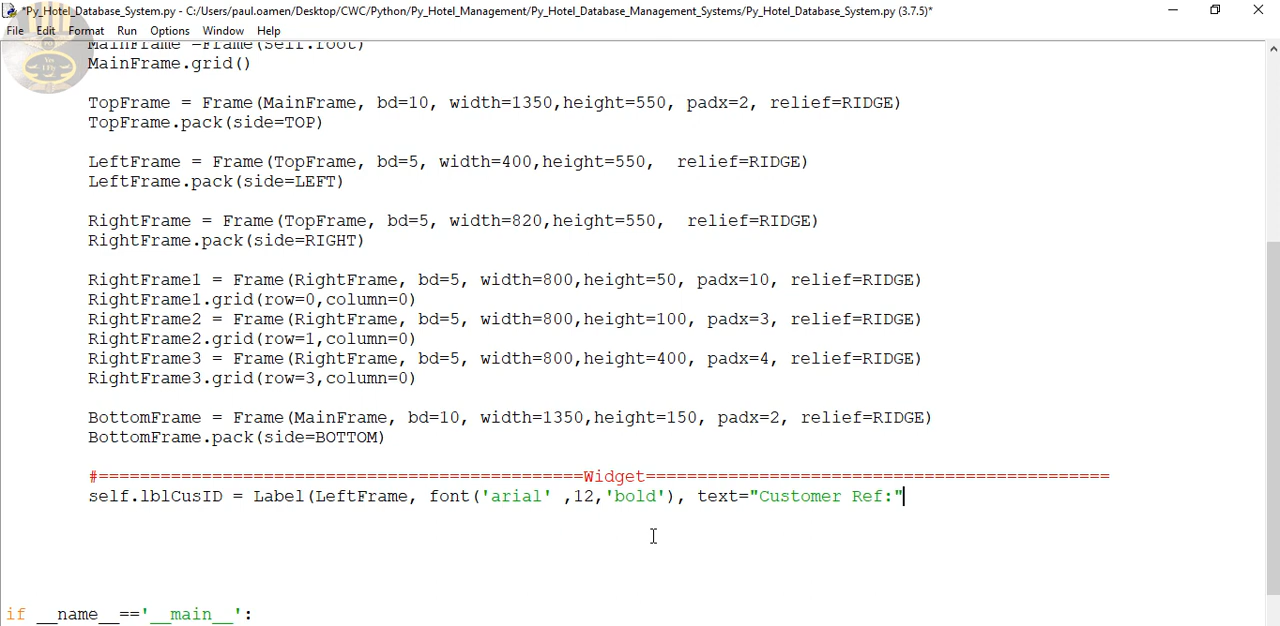 *Py_Hotel_Database_System.py - C:/Users/paul.oamen/Desktop/CWC/Python/Py_Hotel_Management/Py_Hotel_Database_Management_Systems/Py_Hotel_Database_System.py (3.7.5)*
File Edit Format Run Options Window Help
MainFrame =Frame(self.root)
MainFrame.grid()
TopFrame = Frame(MainFrame, bd=10, width=1350,height=550, padx=2, relief=RIDGE)
TopFrame.pack(side=TOP)
LeftFrame = Frame(TopFrame, bd=5, width=400,height=550,  relief=RIDGE)
LeftFrame.pack(side=LEFT)
RightFrame = Frame(TopFrame, bd=5, width=820,height=550,  relief=RIDGE)
RightFrame.pack(side=RIGHT)
RightFrame1 = Frame(RightFrame, bd=5, width=800,height=50, padx=10, relief=RIDGE)
RightFrame1.grid(row=0,column=0)
RightFrame2 = Frame(RightFrame, bd=5, width=800,height=100, padx=3, relief=RIDGE)
RightFrame2.grid(row=1,column=0)
RightFrame3 = Frame(RightFrame, bd=5, width=800,height=400, padx=4, relief=RIDGE)
RightFrame3.grid(row=3,column=0)
BottomFrame = Frame(MainFrame, bd=10, width=1350,height=150, padx=2, relief=RIDGE)
BottomFrame.pack(side=BOTTOM)
#===============================================Widget=============================================
self.lblCusID = Label(LeftFrame, font('arial' ,12,'bold'), text="Customer Ref:"
if __name__=='__main__':